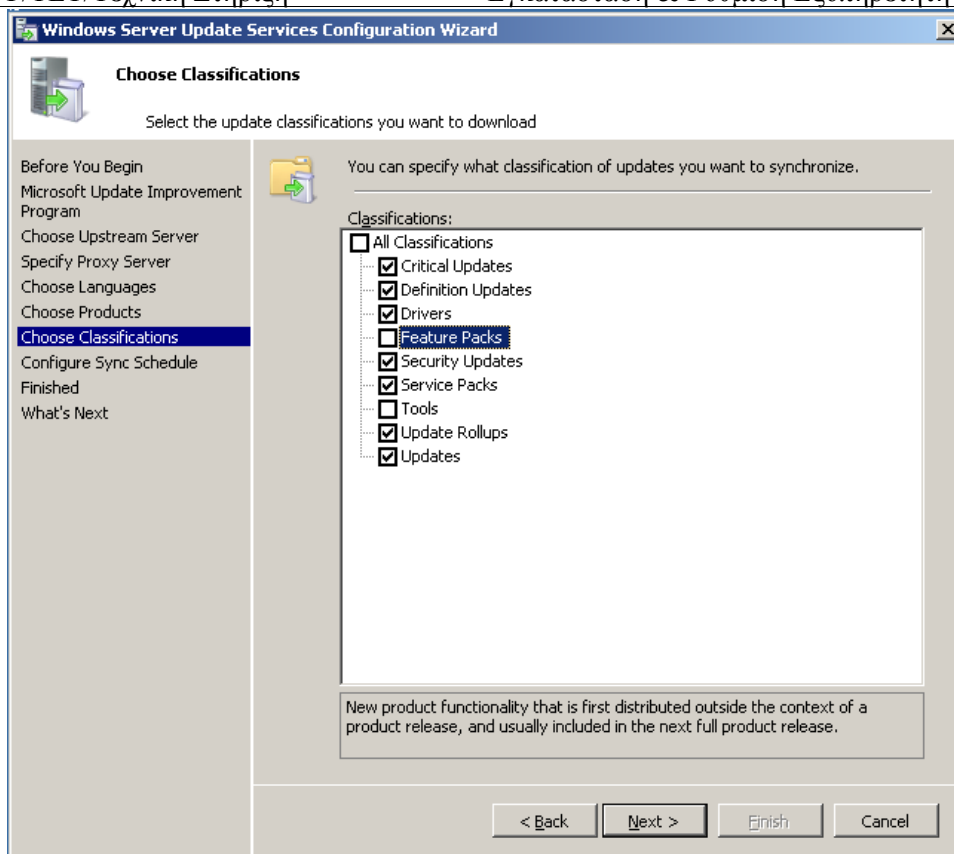 Windows Server Update Services Configuration Wizard
Choose Classifications
Select the update classifications you want to download
Before You Begin
Microsoft Update Improvement
Program
Choose Upstream Server
Specify Proxy Server
Choose Languages
Choose Products
Choose Classifications
Configure Sync Schedule
Finished
What's Next
You can specify what classification of updates you want to synchronize.
Classifications:
All Classifications
Critical Updates
Definition Updates
Drivers
Feature Packs
Security Updates
Service Packs
Tools
Update Rollups
Updates
New product functionality that is first distributed outside the context of a
product release, and usually included in the next full product release.
< Back
Next >
Finish
Cancel